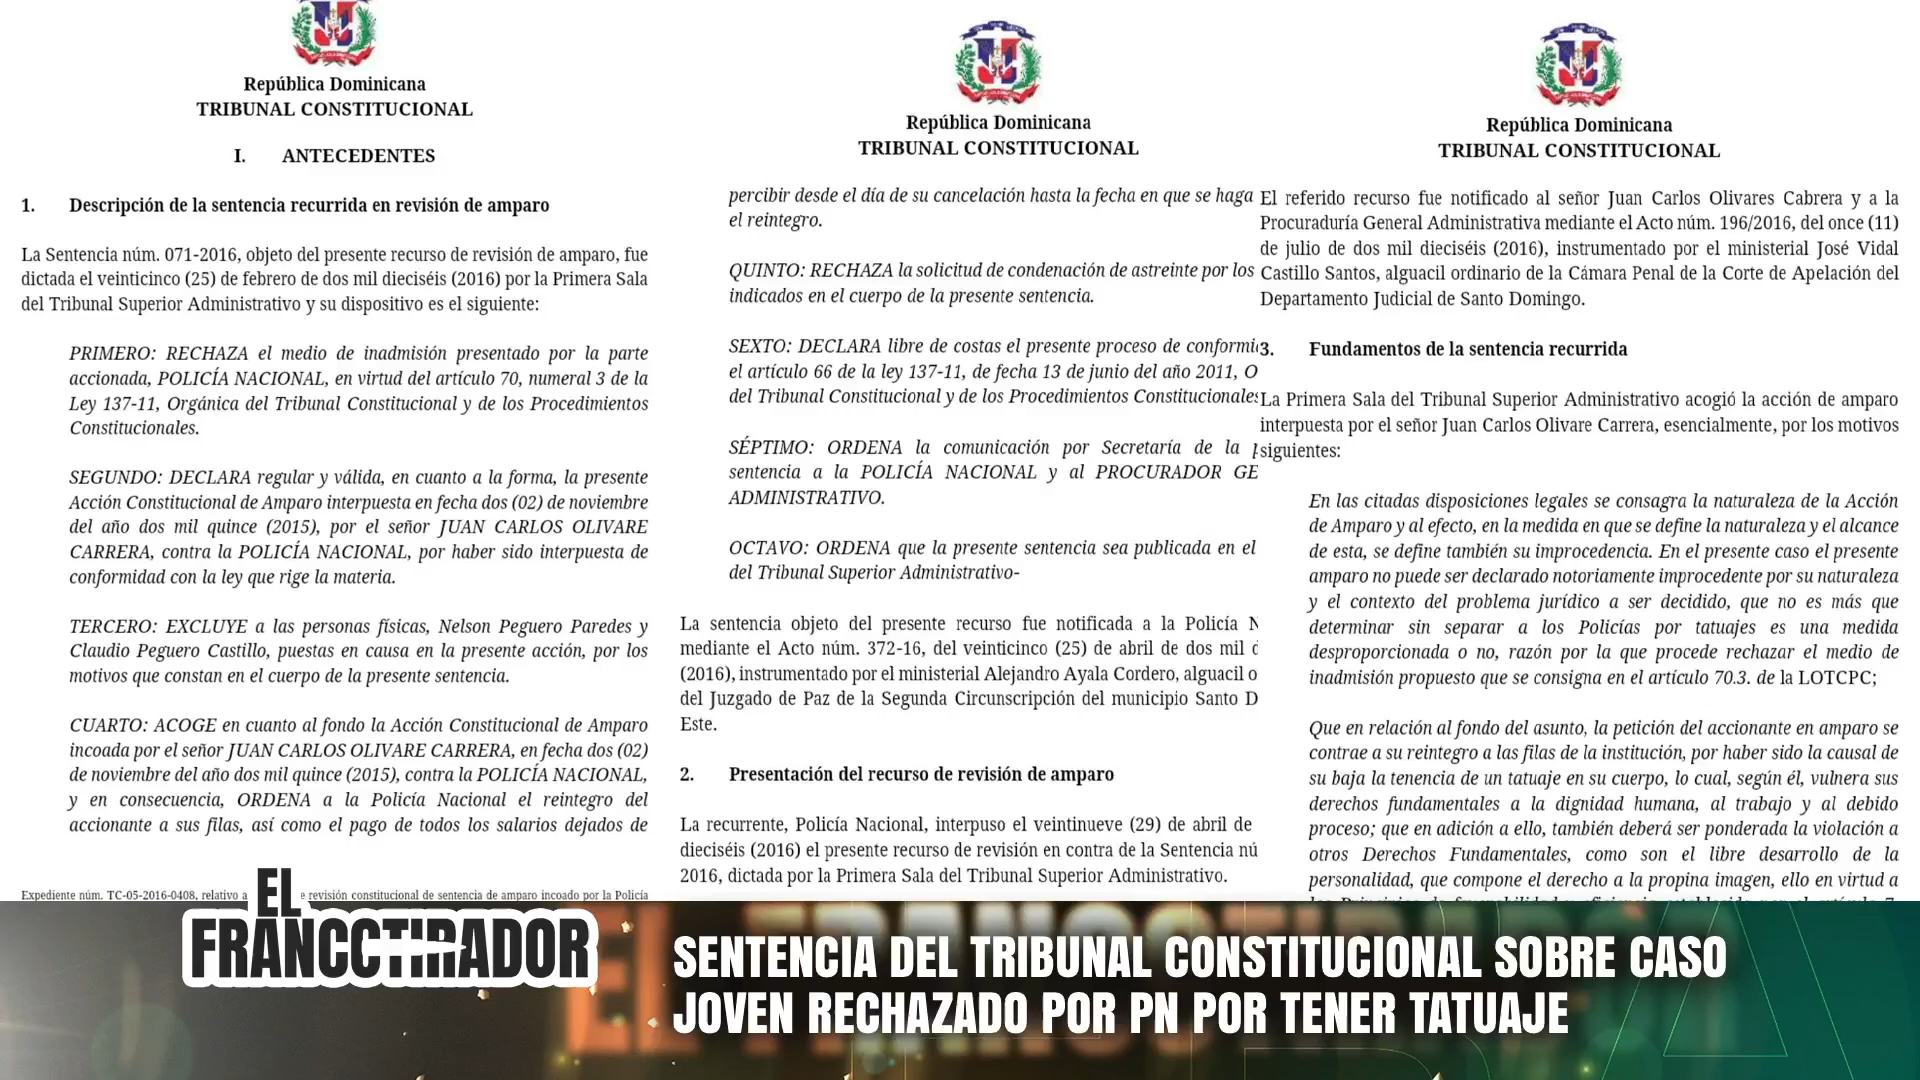 República Dominicana
TRIBUNAL CONSTITUCIONAL
I. ANTECEDENTES
1. Descripción de la sentencia recurrida en revisión de amparo
La Sentencia núm. 071-2016, objeto del presente recurso de revisión de amparo, fue
dictada el veinticinco (25) de febrero de dos mil dieciséis (2016) por la Primera Sala
del Tribunal Superior Administrativo y su dispositivo es el siguiente:
PRIMERO: RECHAZA el medio de inadmisión presentado por la parte
accionada, POLICÍA NACIONAL, en virtud del artículo 70, numeral 3 de la
Ley 137-11, Orgánica del Tribunal Constitucional y de los Procedimientos
Constitucionales.
SEGUNDO: DECLARA regular y válida, en cuanto a la forma, la presente
Acción Constitucional de Amparo interpuesta en fecha dos (02) de noviembre
del año dos mil quince (2015), por el señor JUAN CARLOS OLIVARE
CARRERA, contra la POLICÍA NACIONAL, por haber sido interpuesta de
conformidad con la ley que rige la materia.
TERCERO: EXCLUYE a las personas físicas, Nelson Peguero Paredes y
Claudio Peguero Castillo, puestas en causa en la presente acción, por los
motivos que constan en el cuerpo de la presente sentencia.
CUARTO: ACOGE en cuanto al fondo la Acción Constitucional de Amparo
incoada por el señor JUAN CARLOS OLIVARE CARRERA, en fecha dos (02)
de noviembre del año dos mil quince (2015), contra la POLICÍA NACIONAL,
y en consecuencia, ORDENA a la Policía Nacional el reintegro del
accionante a sus filas, así como el pago de todos los salarios dejados de
Expediente núm. TC-05-2016-0408, relativo a e revisión constitucional de sentencia de amparo incoado por la Policía
República Dominicana
TRIBUNAL CONSTITUCIONAL
percibir desde el día de su cancelación hasta la fecha en que se haga
el reintegro.
QUINTO: RECHAZA la solicitud de condenación de astreinte por los
indicados en el cuerpo de la presente sentencia.
SEXTO: DECLARA libre de costas el presente proceso de conformi
el artículo 66 de la ley 137-11, de fecha 13 de junio del año 2011, O
del Tribunal Constitucional y de los Procedimientos Constitucionales
SÉPTIMO: ORDENA la comunicación por Secretaría de la p
sentencia a la POLICÍA NACIONAL y al PROCURADOR GE
ADMINISTRATIVO.
OCTAVO: ORDENA que la presente sentencia sea publicada en el
del Tribunal Superior Administrativo-
La sentencia objeto del presente recurso fue notificada a la Policía N
mediante el Acto núm. 372-16, del veinticinco (25) de abril de dos mil d
(2016), instrumentado por el ministerial Alejandro Ayala Cordero, alguacil o
del Juzgado de Paz de la Segunda Circunscripción del municipio Santo D
Este.
2. Presentación del recurso de revisión de amparo
La recurrente, Policía Nacional, interpuso el veintinueve (29) de abril de
dieciséis (2016) el presente recurso de revisión en contra de la Sentencia nú
2016, dictada por la Primera Sala del Tribunal Superior Administrativo.
República Dominicana
TRIBUNAL CONSTITUCIONAL
El referido recurso fue notificado al señor Juan Carlos Olivares Cabrera y a la
Procuraduría General Administrativa mediante el Acto núm. 196/2016, del once (11)
de julio de dos mil dieciséis (2016), instrumentado por el ministerial José Vidal
Castillo Santos, alguacil ordinario de la Cámara Penal de la Corte de Apelación del
Departamento Judicial de Santo Domingo.
3. Fundamentos de la sentencia recurrida
La Primera Sala del Tribunal Superior Administrativo acogió la acción de amparo
interpuesta por el señor Juan Carlos Olivare Carrera, esencialmente, por los motivos
siguientes:
En las citadas disposiciones legales se consagra la naturaleza de la Acción
de Amparo y al efecto, en la medida en que se define la naturaleza y el alcance
de esta, se define también su improcedencia. En el presente caso el presente
amparo no puede ser declarado notoriamente improcedente por su naturaleza
y el contexto del problema jurídico a ser decidido, que no es más que
determinar sin separar a los Policías por tatuajes es una medida
desproporcionada o no, razón por la que procede rechazar el medio de
inadmisión propuesto que se consigna en el artículo 70.3. de la LOTCPC;
Que en relación al fondo del asunto, la petición del accionante en amparo se
contrae a su reintegro a las filas de la institución, por haber sido la causal de
su baja la tenencia de un tatuaje en su cuerpo, lo cual, según él, vulnera sus
derechos fundamentales a la dignidad humana, al trabajo y al debido
proceso; que en adición a ello, también deberá ser ponderada la violación a
otros Derechos Fundamentales, como son el libre desarrollo de la
personalidad, que compone el derecho a la propina imagen, ello en virtud a
EL
FRANCOTIRADOR
SENTENCIA DEL TRIBUNAL CONSTITUCIONAL SOBRE CASO
JOVEN RECHAZADO POR PN POR TENER TATUAJE